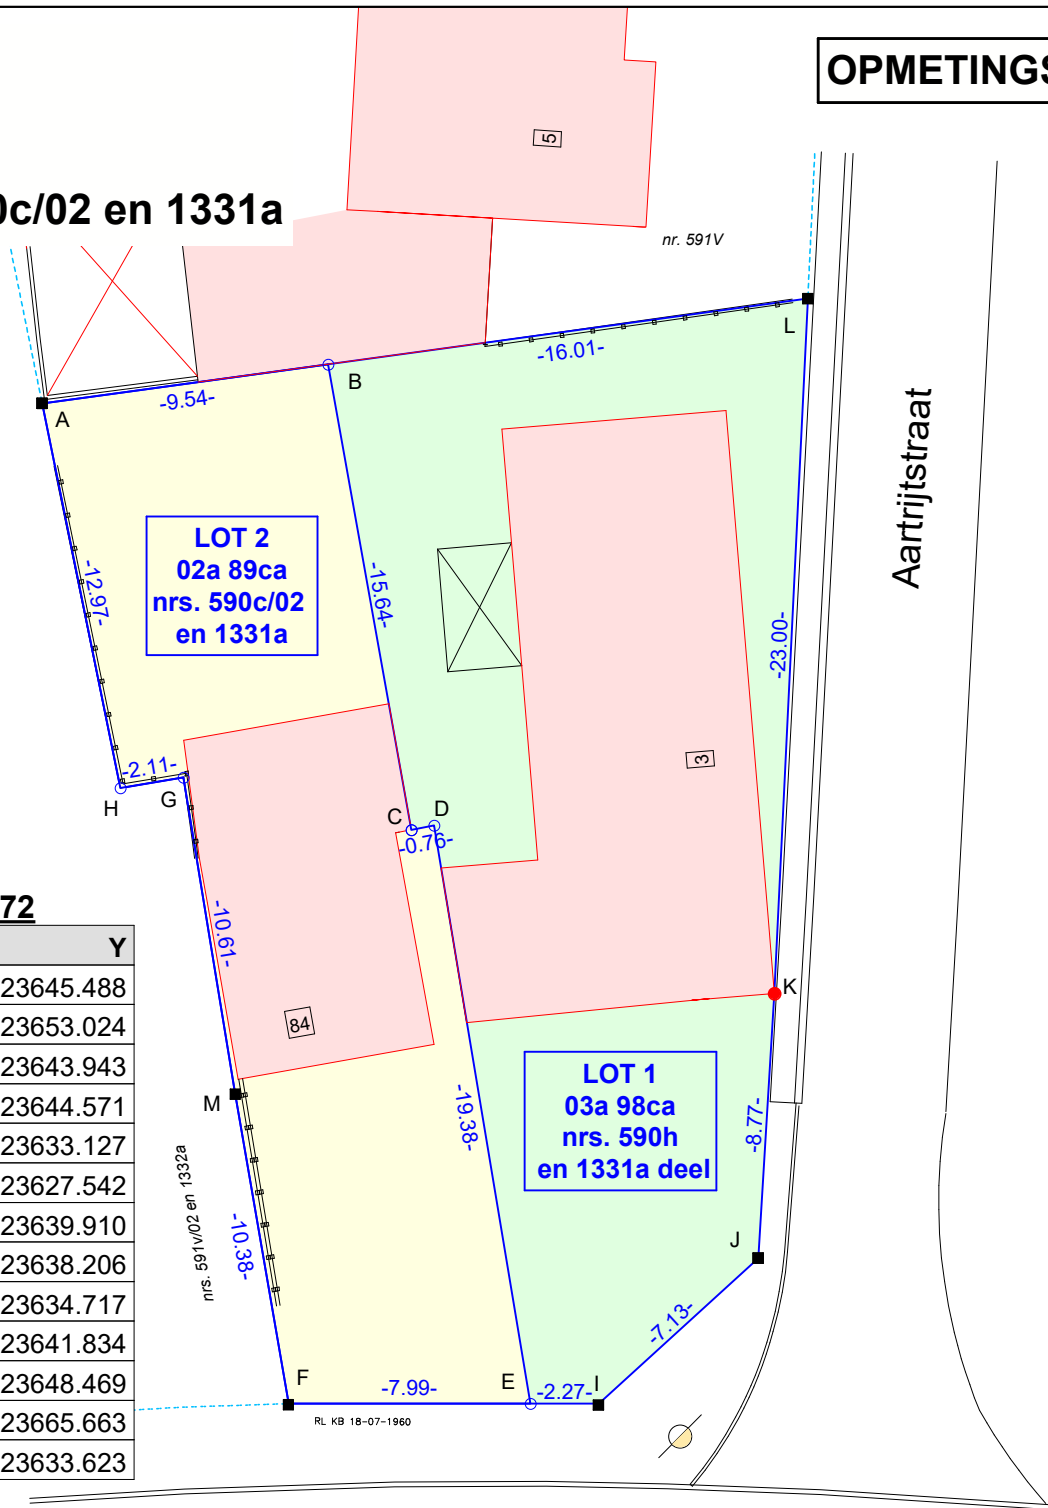 OPMETINGS
0c/02 en 1331a
5
nr. 591V
L
-16.01-
B
-9.54-
A
Aartrijtstraat
LOT 2
02a 89ca
nrs. 590c/02
en 1331a
-12.97-
-15.64-
-23.00-
-2.11-
H
G
3
C
D
-0.76-
72
Y
23645.488
23653.024
23643.943
23644.571
23633.127
23627.542
23639.910
23638.206
23634.717
23641.834
23648.469
23665.663
23633.623
-10.61-
K
84
M
LOT 1
03a 98ca
nrs. 590h
en 1331a deel
-19.38-
-8.77-
nrs. 591v/02 en 1332a
-10.38-
J
-7.13-
F
-7.99-
E
-2.27-
I
RL KB 18-07-1960